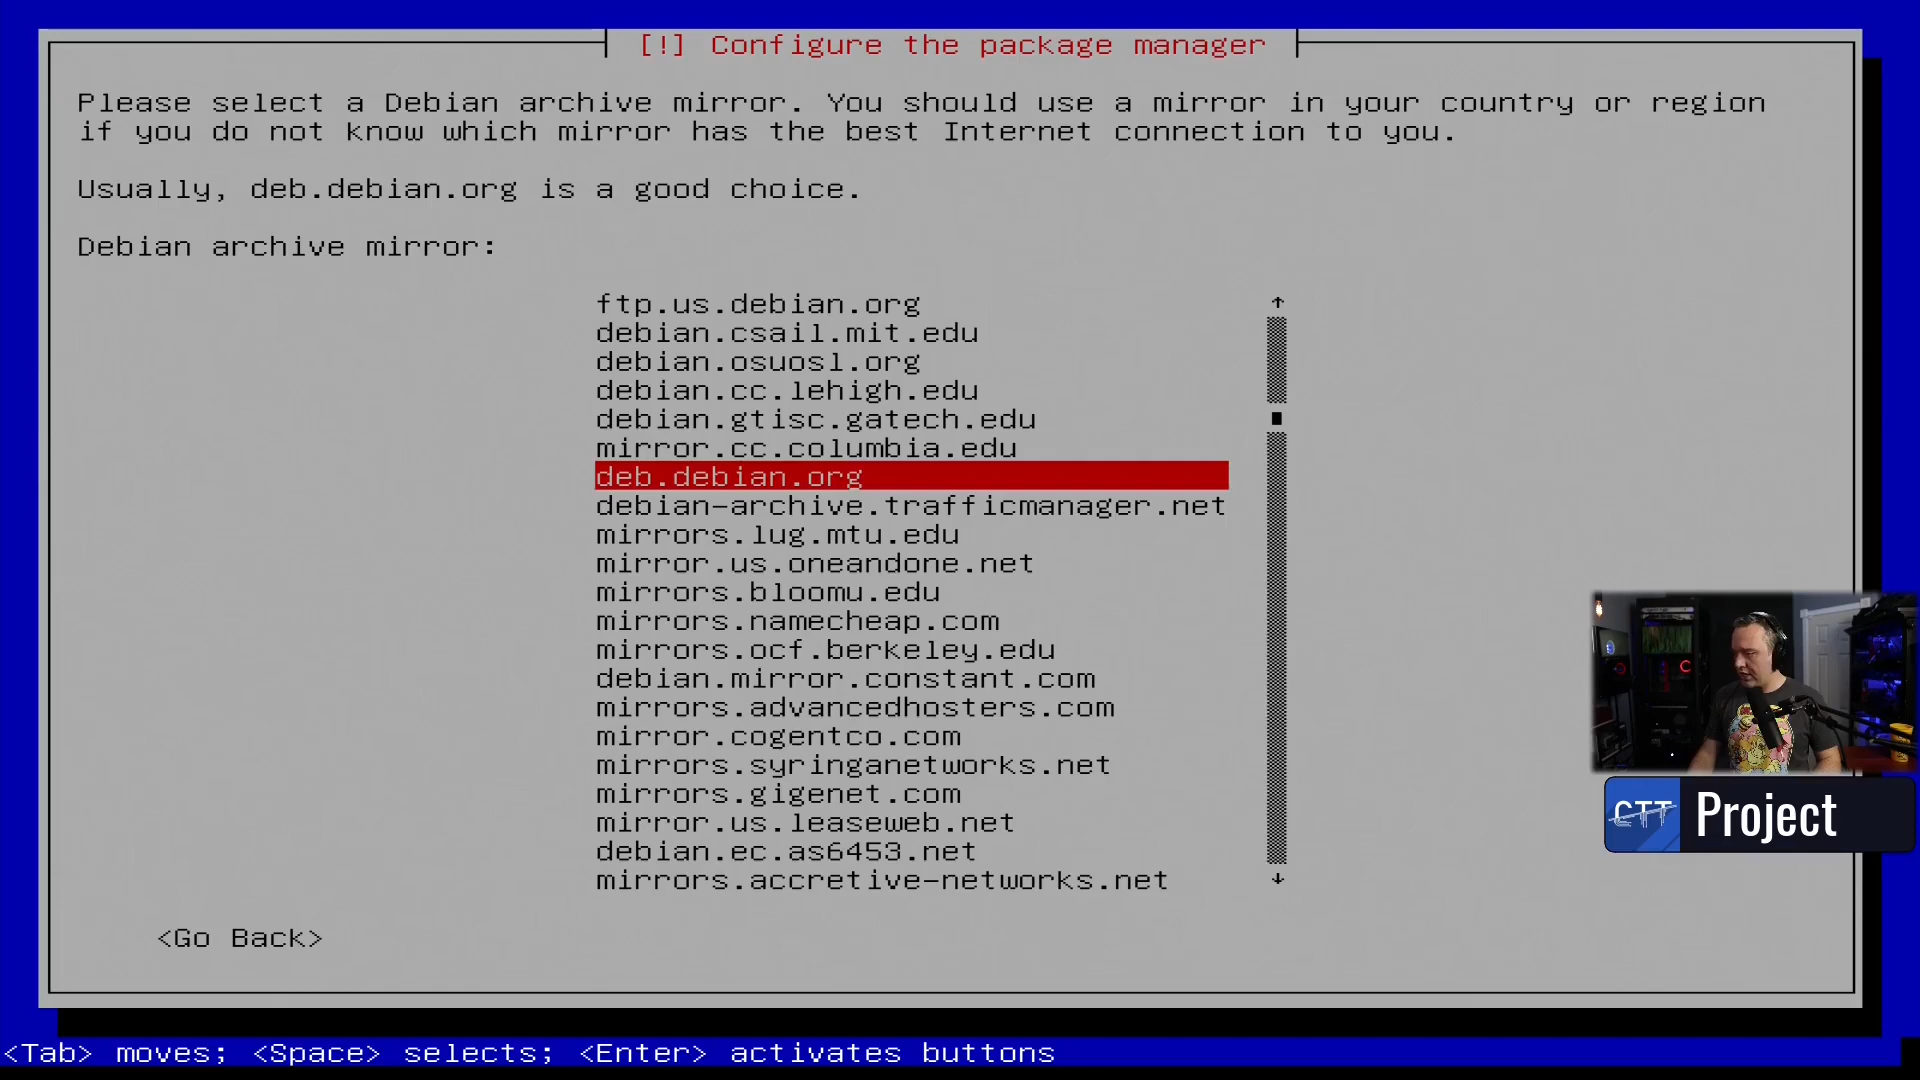 [!] Configure the package manager
Please select a Debian archive mirror. You should use a mirror in your country or region
if you do not know which mirror has the best Internet connection to you.
Usually, deb.debian.org is a good choice.
Debian archive mirror:
ftp.us.debian.org
debian.csail.mit.edu
debian.osuosl.org
debian.cc.lehigh.edu
debian.gtisc.gatech.edu
mirror.cc.columbia.edu
deb.debian.org
debian-archive.trafficmanager.net
mirrors.lug.mtu.edu
mirror.us.oneandone.net
mirrors.bloomu.edu
mirrors.namecheap.com
mirrors.ocf.berkeley.edu
debian.mirror.constant.com
mirrors.advancedhosters.com
mirror.cogentco.com
mirrors.syringanetworks.net
mirrors.gigenet.com
mirror.us.leaseweb.net
debian.ec.as6453.net
mirrors.accretive-networks.net
<Go Back>
CTT Project
<Tab> moves; <Space> selects; <Enter> activates buttons